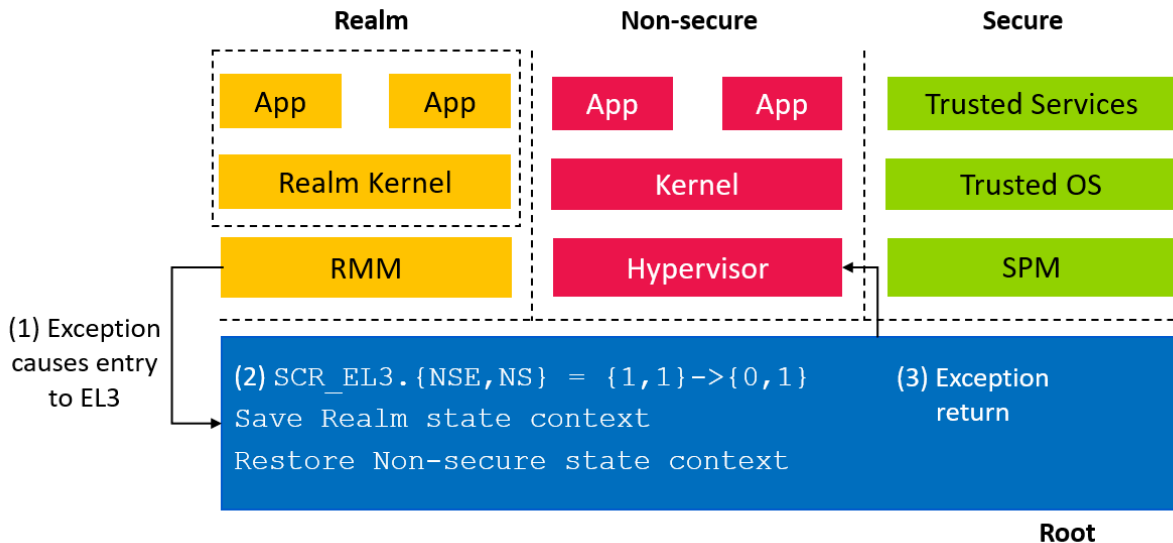 Realm
Non-secure
Secure
App
App
App
App
Trusted Services
Realm Kernel
Kernel
Trusted OS
RMM
Hypervisor
SPM
(1) Exception
causes entry
to EL3
(2) SCR_EL3.{NSE,NS} = {1,1}->{0,1}
Save Realm state context
Restore Non-secure state context
(3) Exception
return
Root